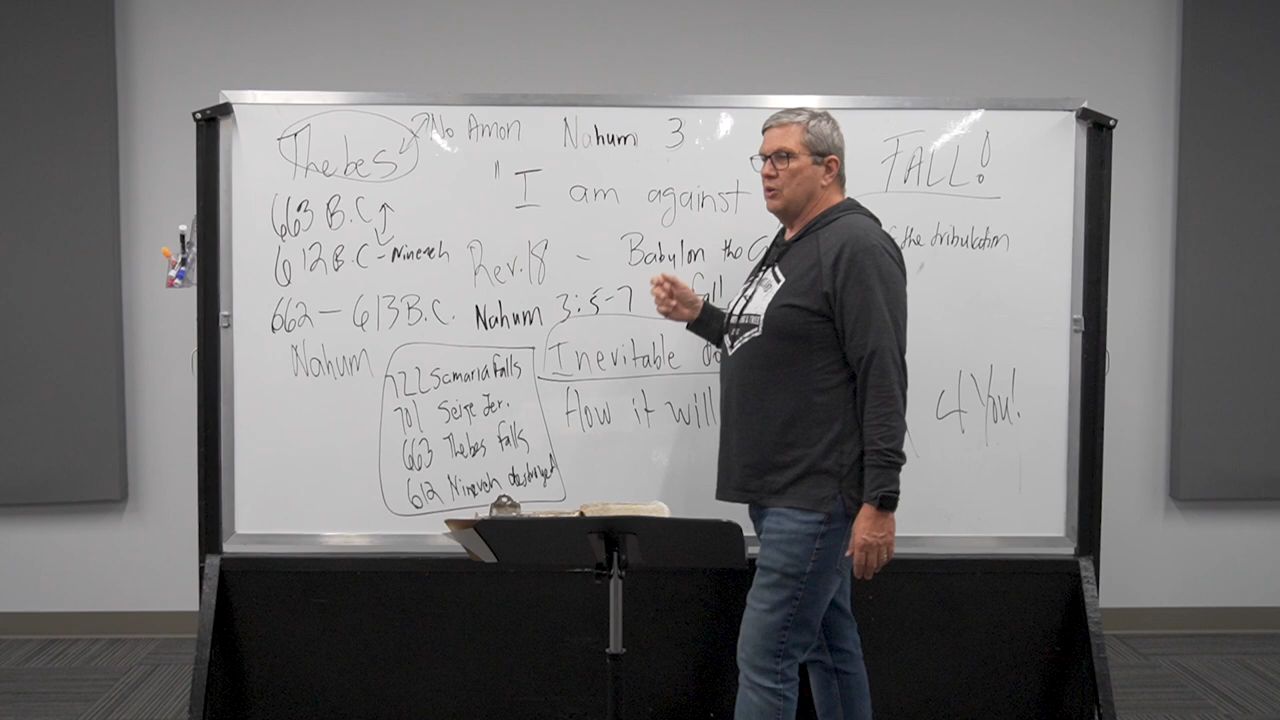 Thebes No Amon Nahum 3 FALL!
"I am against
663 B.C
612 B.C - Nineveh Rev. 18 - Babylon the the tribulation
662 - 613 B.C. Nahum 3:5-7 fall
Nahum
Inevitable
How it will 4 You!
722 Samaria falls
701 Seige Jer.
663 Thebes falls
612 Nineveh destroyed